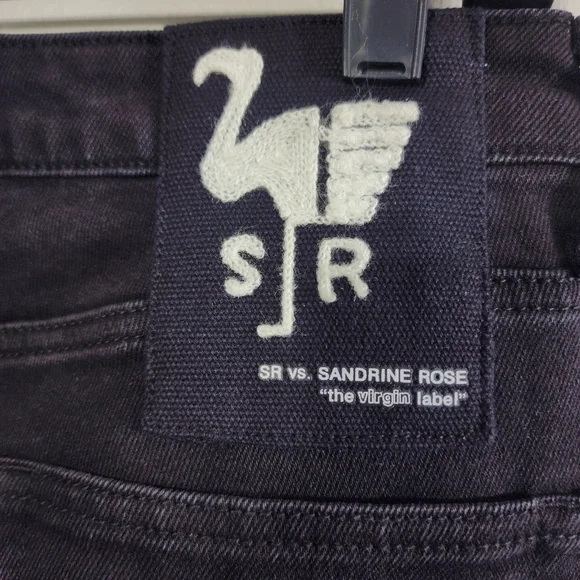 S R
SR vs. SANDRINE ROSE
"the virgin label"